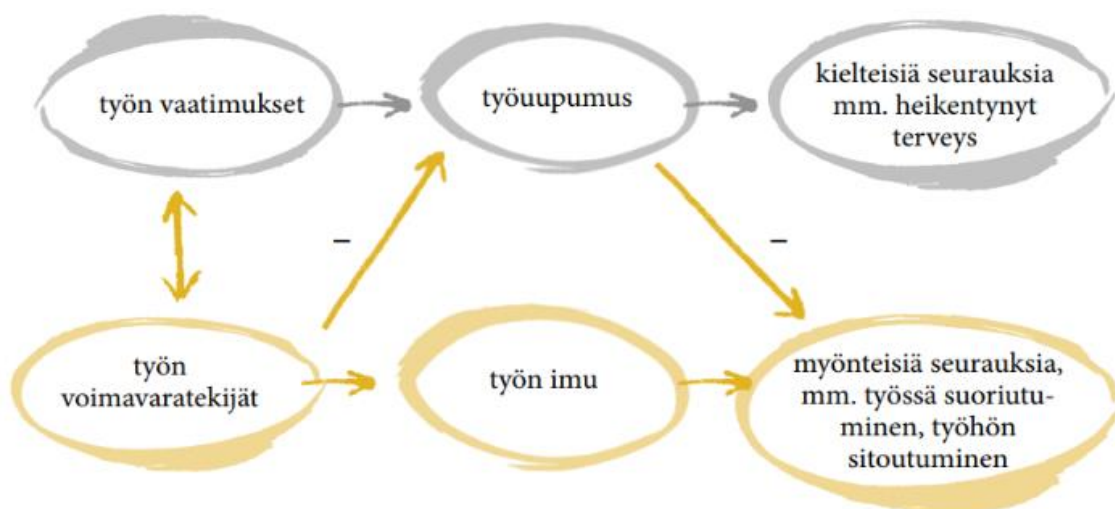 työn vaatimukset
työuupumus
kielteisiä seurauksia
mm. heikentynyt
terveys
–
–
työn
voimavaratekijät
työn imu
myönteisiä seurauksia,
mm. työssä suoriutu-
minen, työhön
sitoutuminen